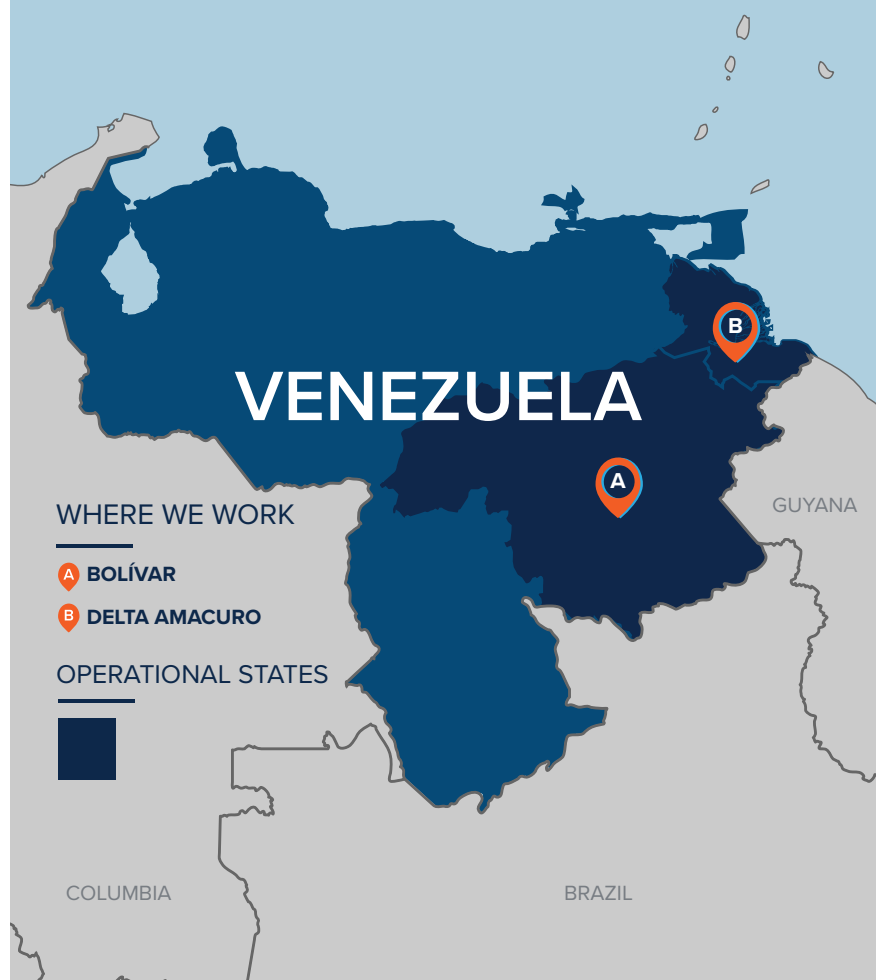 VENEZUELA
B
A
GUYANA
WHERE WE WORK
A BOLÍVAR
B DELTA AMACURO
OPERATIONAL STATES
COLUMBIA
BRAZIL